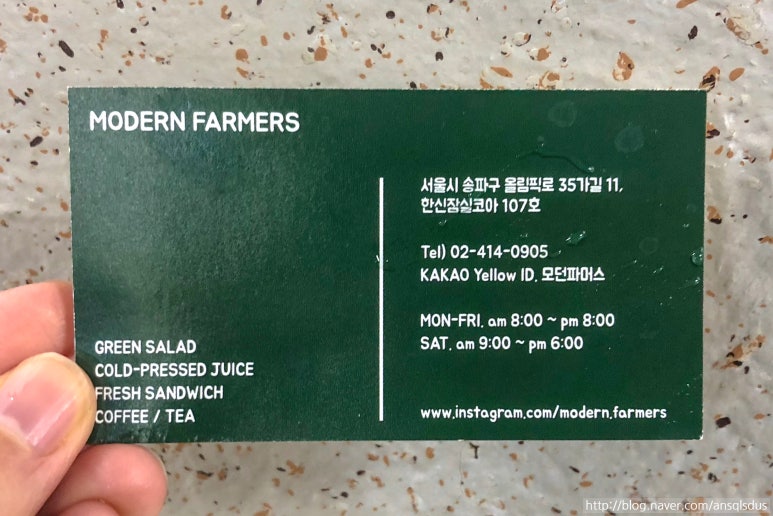 MODERN FARMERS
GREEN SALAD
COLD-PRESSED JUICE
FRESH SANDWICH
COFFEE / TEA
서울시 송파구 올림픽로 35가길 11,
한신잠실코아 107호
Tel) 02-414-0905
KAKAO Yellow ID. 모던파머스
MON-FRI. am 8:00 ~ pm 8:00
SAT. am 9:00 ~ pm 6:00
www.instagram.com/modern.farmers
http://blog.naver.com/ansqlsdus